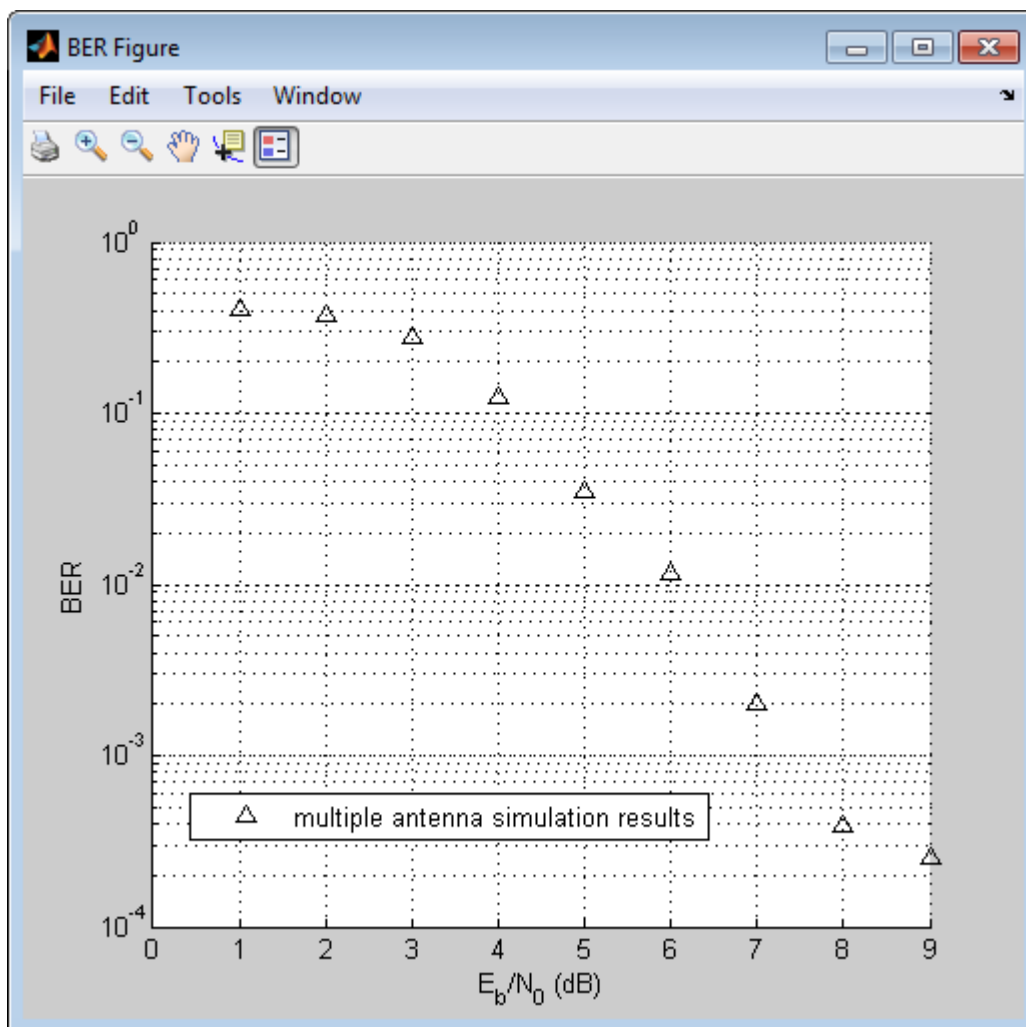 BER Figure
File Edit Tools Window
10^0
10^-1
10^-2
10^-3
10^-4
BER
multiple antenna simulation results
0 1 2 3 4 5 6 7 8 9
E_b/N_0 (dB)